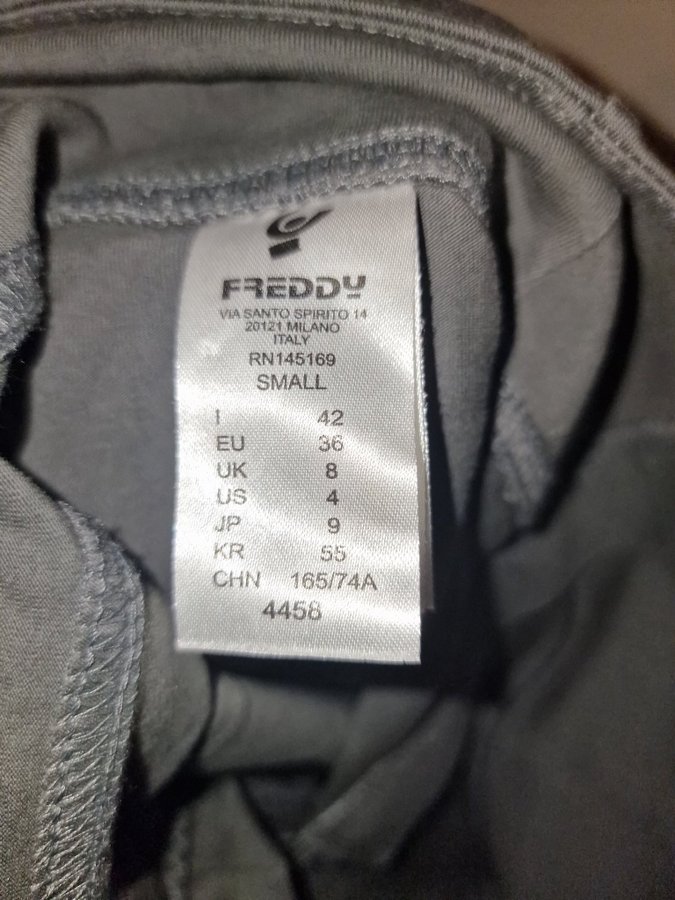 FREDDY
VIA SANTO SPIRITO 14
20121 MILANO
ITALY
RN145169
SMALL
I 42
EU 36
UK 8
US 4
JP 9
KR 55
CHN 165/74A
4458